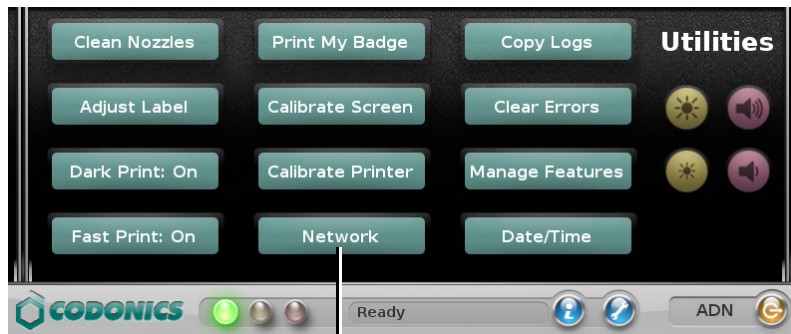 Clean Nozzles Print My Badge Copy Logs Utilities
Adjust Label Calibrate Screen Clear Errors
Dark Print: On Calibrate Printer Manage Features
Fast Print: On Network Date/Time
CODONICS Ready i ADN